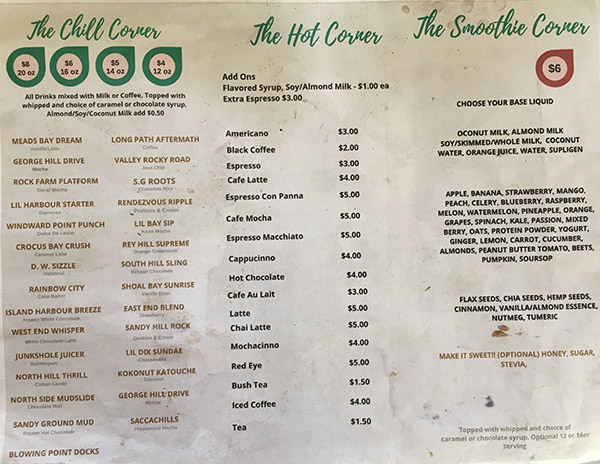 The Chill Corner
$8
20 oz
$6
16 oz
$5
14 oz
$4
12 oz
All Drinks mixed with Milk or Coffee. Topped with
whipped and choice of caramel or chocolate syrup.
Almond/Soy/Coconut Milk add $0.50
MEADS BAY DREAM
Vanilla Latte
GEORGE HILL DRIVE
Mocha
ROCK FARM PLATFORM
Decaf Mocha
LIL HARBOUR STARTER
Espresso
WINDWARD POINT PUNCH
Dulce De Leche
CROCUS BAY CRUSH
Caramel Latte
D. W. SIZZLE
Hazelnut
RAINBOW CITY
Cake Batter
ISLAND HARBOUR BREEZE
Frozen White Chocolate
WEST END WHISPER
White Chocolate Latte
JUNKSHOLE JUICER
Bubblegum
NORTH HILL THRILL
Cotton Candy
NORTH SIDE MUDSLIDE
Chocolate Malt
SANDY GROUND MUD
Frozen Hot Chocolate
BLOWING POINT DOCKS
LONG PATH AFTERMATH
Coffee
VALLEY ROCKY ROAD
Java Chip
S.G ROOTS
Chocolate Mint
RENDEZVOUS RIPPLE
Pralines & Cream
LIL BAY SIP
Kona Mocha
REY HILL SUPREME
Orange Creamsicle
SOUTH HILL SLING
Belgian Chocolate
SHOAL BAY SUNRISE
Vanilla Bean
EAST END BLEND
Strawberry
SANDY HILL ROCK
Cookies & Cream
LIL DIX SUNDAE
Cheesecake
KOKONUT KATOUCHE
Coconut
GEORGE HILL DRIVE
Mocha
SACCACHILLS
Peppermint Mocha
The Hot Corner
Add Ons
Flavored Syrup, Soy/Almond Milk - $1.00 ea
Extra Espresso $3.00
Americano $3.00
Black Coffee $2.00
Espresso $3.00
Cafe Latte $4.00
Espresso Con Panna $5.00
Cafe Mocha $5.00
Espresso Macchiato $5.00
Cappucinno $4.00
Hot Chocolate $4.00
Cafe Au Lait $3.00
Latte $5.00
Chai Latte $5.00
Mochacinno $4.00
Red Eye $5.00
Bush Tea $1.50
Iced Coffee $4.00
Tea $1.50
The Smoothie Corner
$6
CHOOSE YOUR BASE LIQUID
OCONUT MILK, ALMOND MILK
SOY/SKIMMED/WHOLE MILK, COCONUT
WATER, ORANGE JUICE, WATER, SUPLIGEN
APPLE, BANANA, STRAWBERRY, MANGO,
PEACH, CELERY, BLUEBERRY, RASPBERRY,
MELON, WATERMELON, PINEAPPLE, ORANGE,
GRAPES, SPINACH, KALE, PASSION, MIXED
BERRY, OATS, PROTEIN POWDER, YOGURT,
GINGER, LEMON, CARROT, CUCUMBER,
ALMONDS, PEANUT BUTTER TOMATO, BEETS,
PUMPKIN, SOURSOP
FLAX SEEDS, CHIA SEEDS, HEMP SEEDS,
CINNAMON, VANILLA/ALMOND ESSENCE,
NUTMEG, TUMERIC
MAKE IT SWEET!! (OPTIONAL) HONEY, SUGAR,
STEVIA,
Topped with whipped and choice of
caramel or chocolate syrup. Optional 12 or 16oz
serving